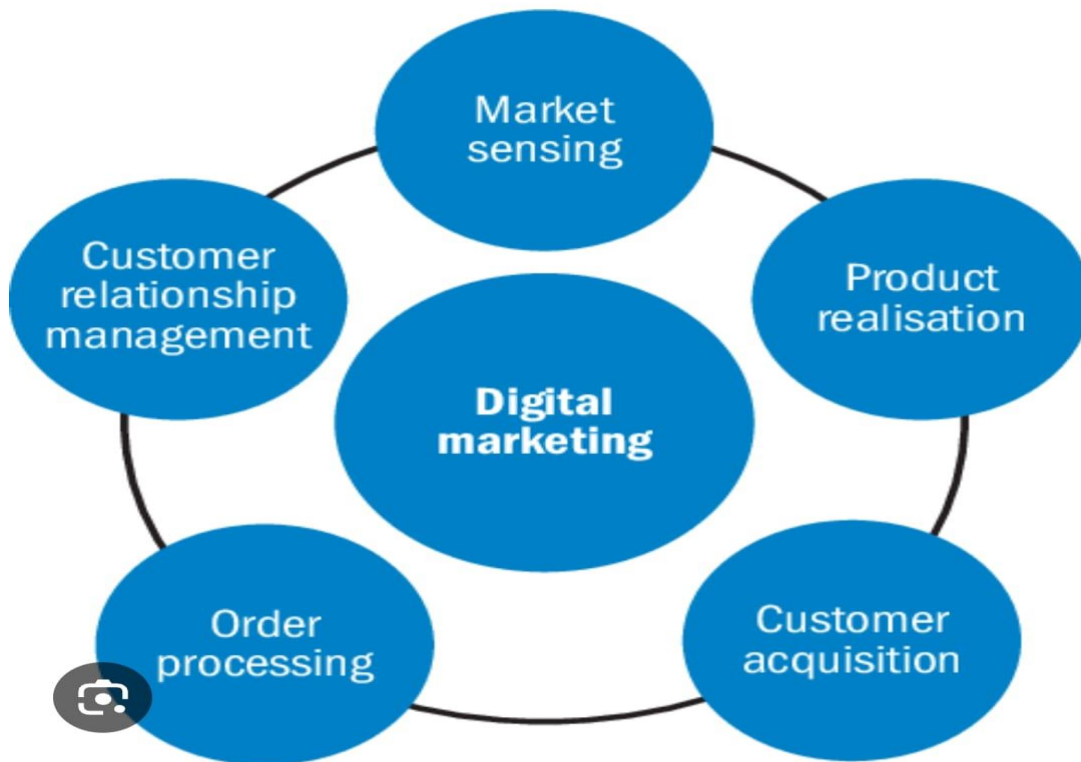 Market
sensing
Product
realisation
Customer
acquisition
Order
processing
Customer
relationship
management
Digital
marketing